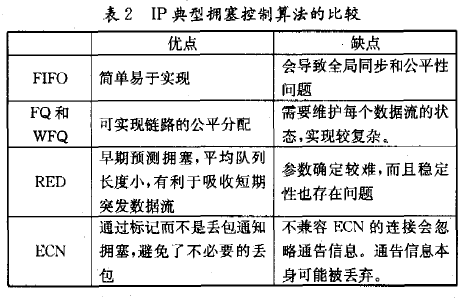 表 2 IP 典型拥塞控制算法的比较
优点
缺点
FIFO
简单易于实现
会导致全局同步和公平性
问题
FQ 和
WFQ
可实现链路的公平分配
需要维护每个数据流的状
态,实现较复杂。
RED
早期预测拥塞,平均队列
长度小,有利于吸收短期
突发数据流
参数确定较难,而且稳定
性也存在问题
ECN
通过标记而不是丢包通知
拥塞,避免了不必要的丢
包
不兼容 ECN 的连接会忽
略通告信息。通告信息本
身可能被丢弃。